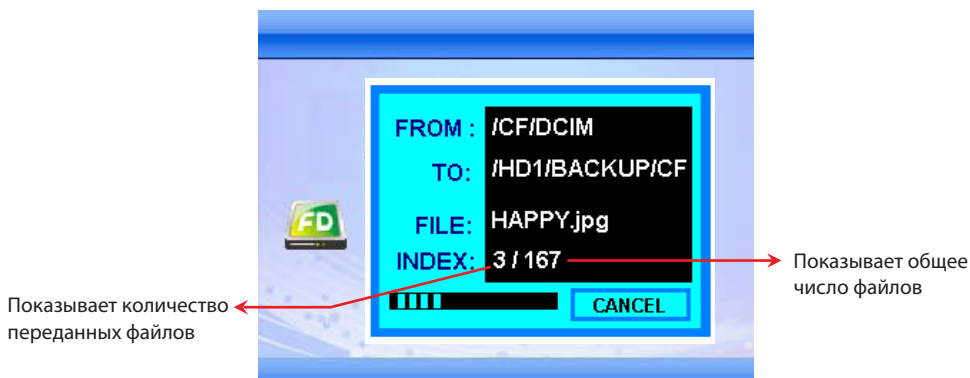 FROM : /CF/DCIM
TO: /HD1/BACKUP/CF
FD
FILE: HAPPY.jpg
INDEX: 3 / 167
CANCEL
Показывает общее
число файлов
Показывает количество
переданных файлов